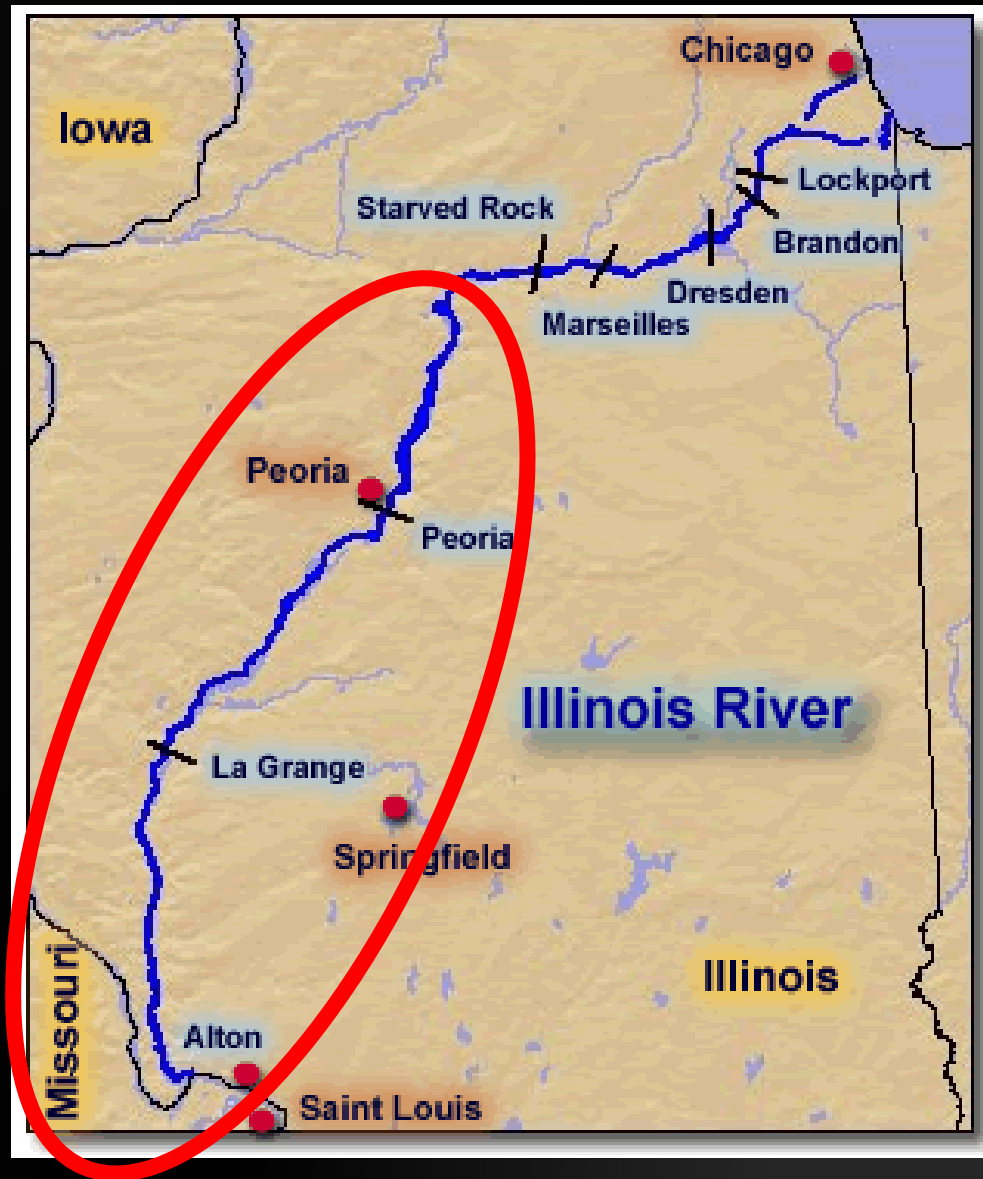 Chicago
Iowa
Lockport
Starved Rock
Brandon
Dresden
Marseilles
Peoria
Peoria
Illinois River
La Grange
Springfield
Illinois
Missouri
Alton
Saint Louis